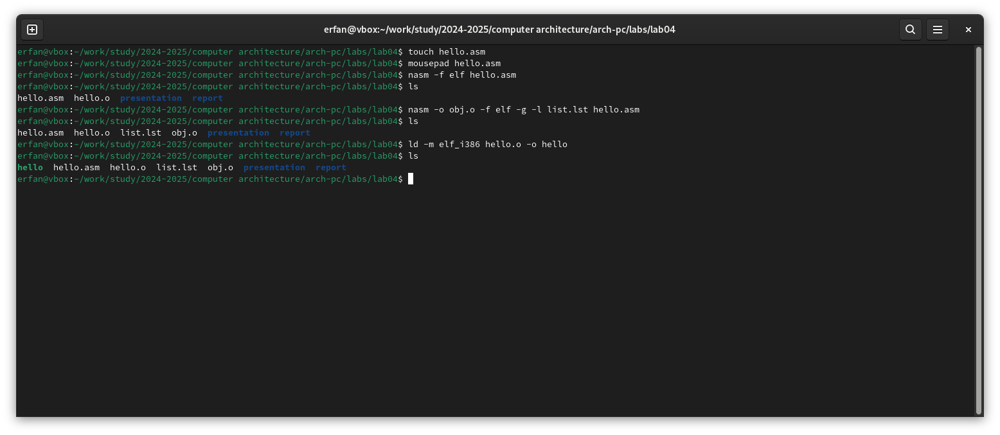 erfan@vbox:~/work/study/2024-2025/computer architecture/arch-pc/labs/lab04
erfan@vbox:~/work/study/2024-2025/computer architecture/arch-pc/labs/lab04$ touch hello.asm
erfan@vbox:~/work/study/2024-2025/computer architecture/arch-pc/labs/lab04$ mousepad hello.asm
erfan@vbox:~/work/study/2024-2025/computer architecture/arch-pc/labs/lab04$ nasm -f elf hello.asm
erfan@vbox:~/work/study/2024-2025/computer architecture/arch-pc/labs/lab04$ ls
hello.asm  hello.o  presentation  report
erfan@vbox:~/work/study/2024-2025/computer architecture/arch-pc/labs/lab04$ nasm -o obj.o -f elf -g -l list.lst hello.asm
erfan@vbox:~/work/study/2024-2025/computer architecture/arch-pc/labs/lab04$ ls
hello.asm  hello.o  list.lst  obj.o  presentation  report
erfan@vbox:~/work/study/2024-2025/computer architecture/arch-pc/labs/lab04$ ld -m elf_i386 hello.o -o hello
erfan@vbox:~/work/study/2024-2025/computer architecture/arch-pc/labs/lab04$ ls
hello  hello.asm  hello.o  list.lst  obj.o  presentation  report
erfan@vbox:~/work/study/2024-2025/computer architecture/arch-pc/labs/lab04$